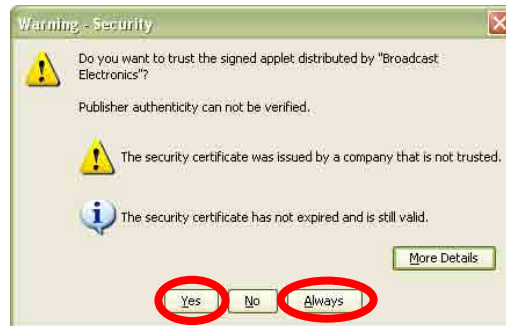 Warning - Security
Do you want to trust the signed applet distributed by "Broadcast
Electronics"?
Publisher authenticity can not be verified.
The security certificate was issued by a company that is not trusted.
The security certificate has not expired and is still valid.
More Details
Yes No Always